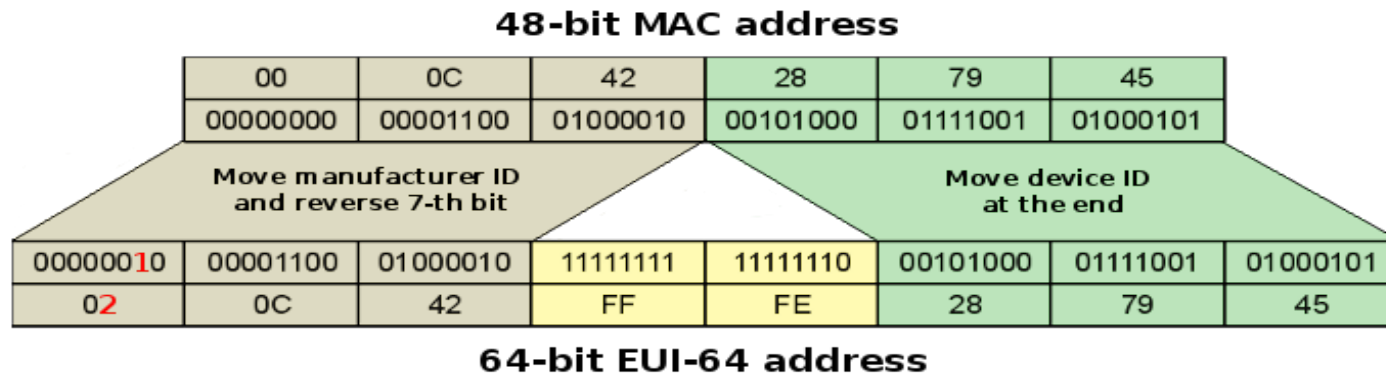 48-bit MAC address
00 0C 42 28 79 45
00000000 00001100 01000010 00101000 01111001 01000101
Move manufacturer ID
and reverse 7-th bit
Move device ID
at the end
00000010 00001100 01000010 11111111 11111110 00101000 01111001 01000101
02 0C 42 FF FE 28 79 45
64-bit EUI-64 address